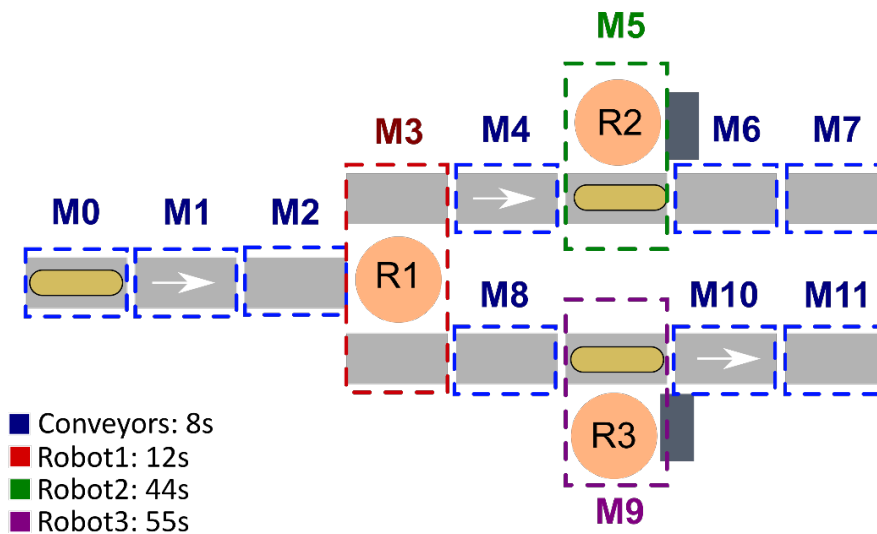 M5
M3
M4
R2
M6
M7
M0
M1
M2
R1
M8
M10
M11
R3
M9
Conveyors: 8s
Robot1: 12s
Robot2: 44s
Robot3: 55s